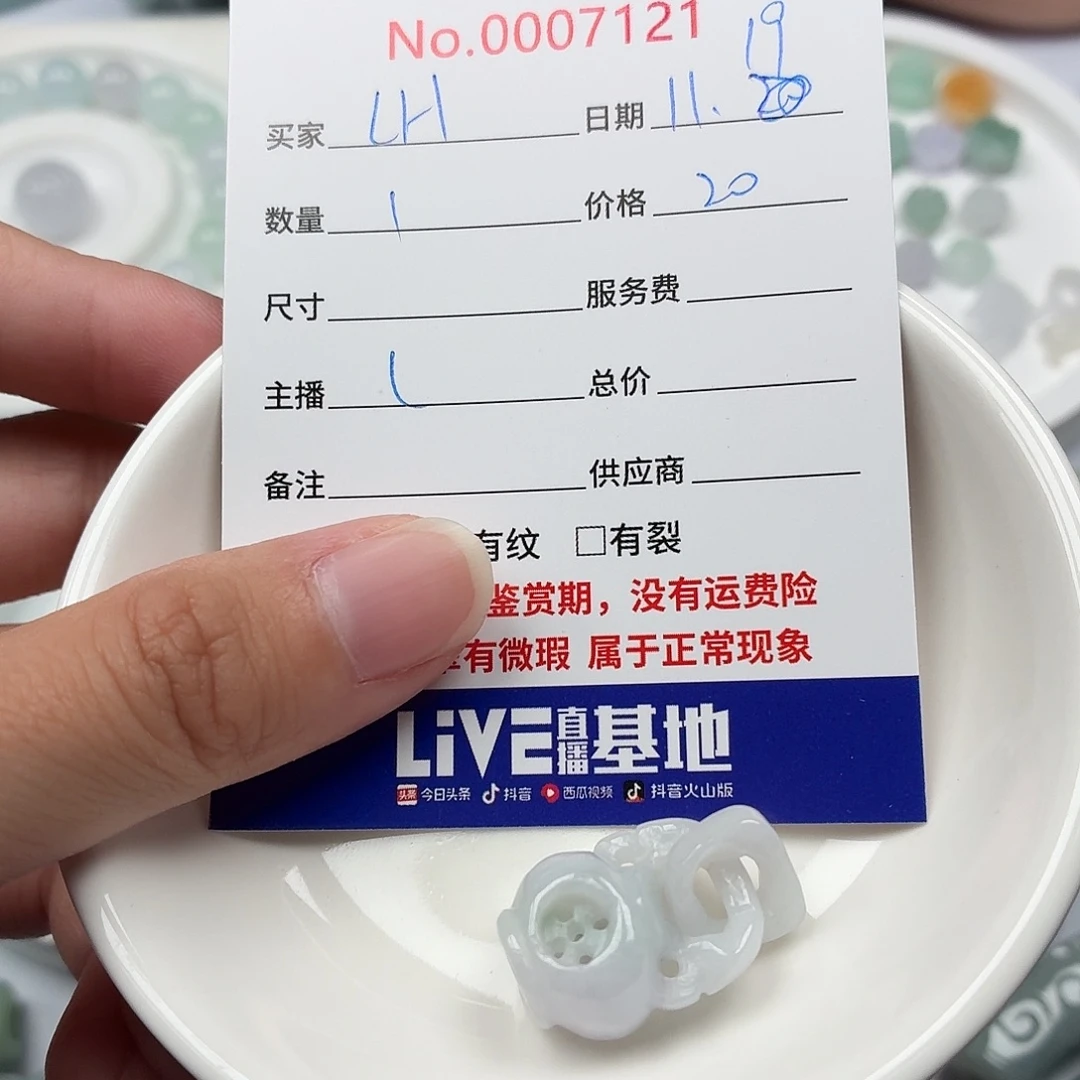 No.0007121
买家 LH 日期 11.19
数量 1 价格 20
尺寸 服务费
主播 L 总价
备注 供应商
有纹 □有裂
鉴赏期，没有运费险
有微瑕 属于正常现象
LiVE直播基地
头条 今日头条 抖音 西瓜视频 抖音火山版